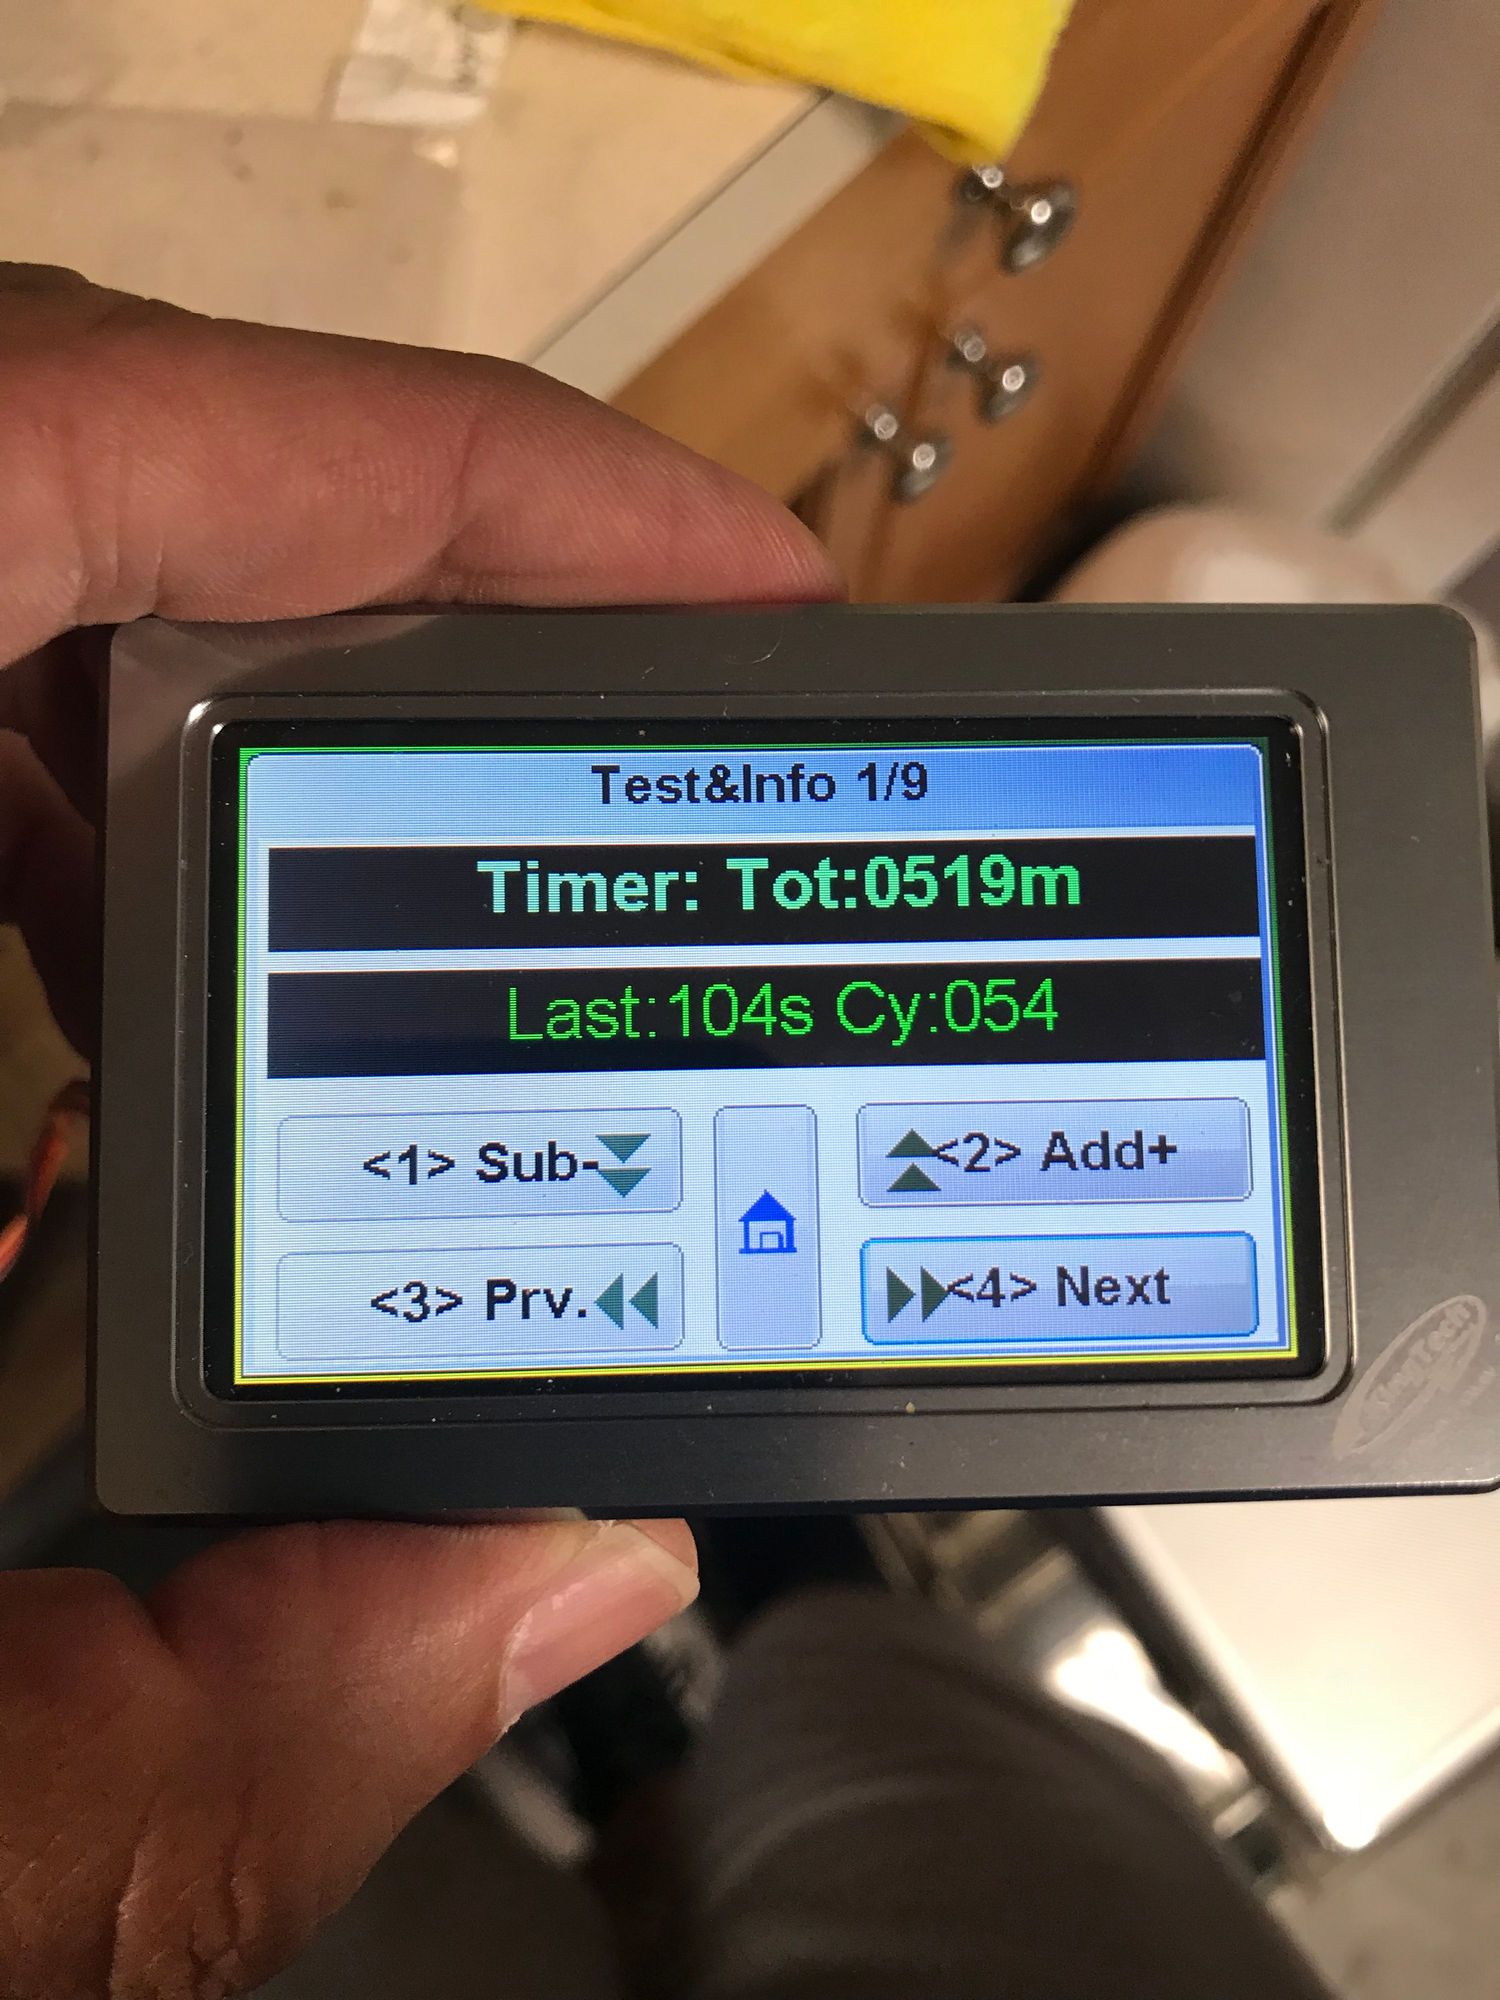 Test&Info 1/9
Timer: Tot:0519m
Last:104s Cy:054
<1> Sub-
<2> Add+
<3> Prv.
<4> Next